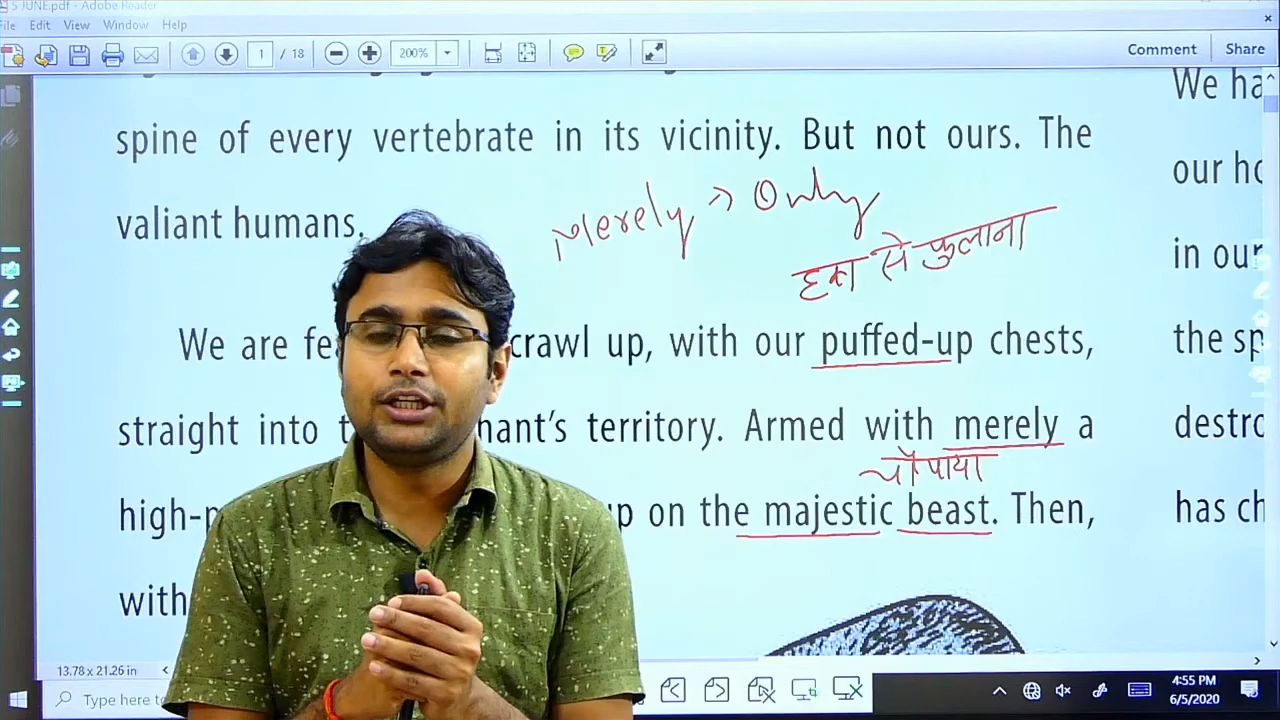 5 JUNE.pdf - Adobe Reader
File Edit View Window Help
1 / 18 200% Comment Share
spine of every vertebrate in its vicinity. But not ours. The
valiant humans.
Merely → Only
हवा से फुलाना
We are crawl up, with our puffed-up chests,
straight into territory. Armed with merely a
चौपाया
up on the majestic beast. Then,
with
We ha
our ho
in our
the sp
destro
has ch
13.78 x 21.26 in
Type here to
4:55 PM
6/5/2020